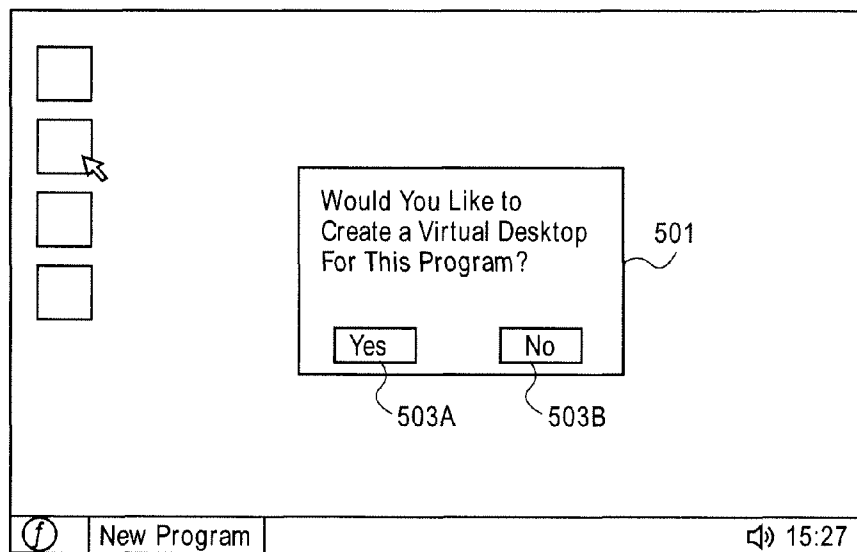 Would You Like to
Create a Virtual Desktop
For This Program?
501
Yes
No
503A
503B
f
New Program
15:27